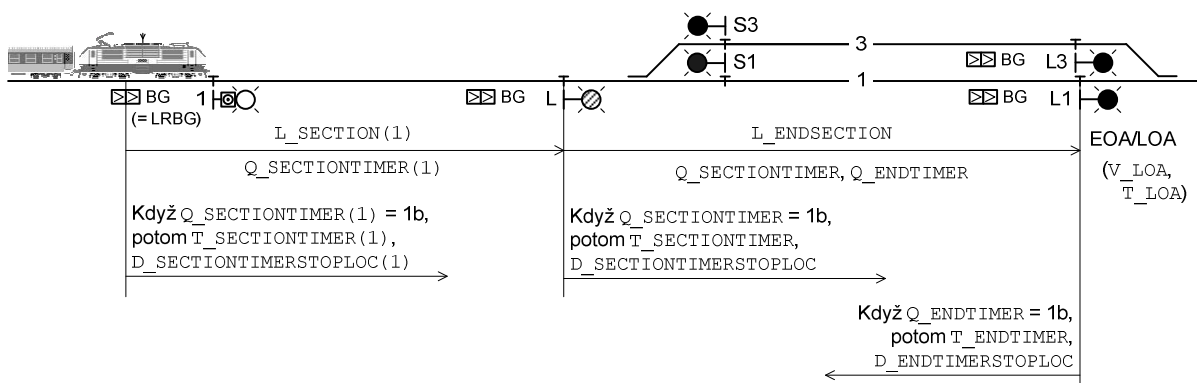 S3
3
BG
L3
S1
1
BG
1
BG
L
BG
L1
(= LRBG)
L_SECTION(1)
L_ENDSECTION
EOA/LOA
Q_SECTIONTIMER(1)
Q_SECTIONTIMER, Q_ENDTIMER
(V_LOA,
T_LOA)
Když Q_SECTIONTIMER(1) = 1b,
potom T_SECTIONTIMER(1),
D_SECTIONTIMERSTOPLOC(1)
Když Q_SECTIONTIMER = 1b,
potom T_SECTIONTIMER,
D_SECTIONTIMERSTOPLOC
Když Q_ENDTIMER = 1b,
potom T_ENDTIMER,
D_ENDTIMERSTOPLOC